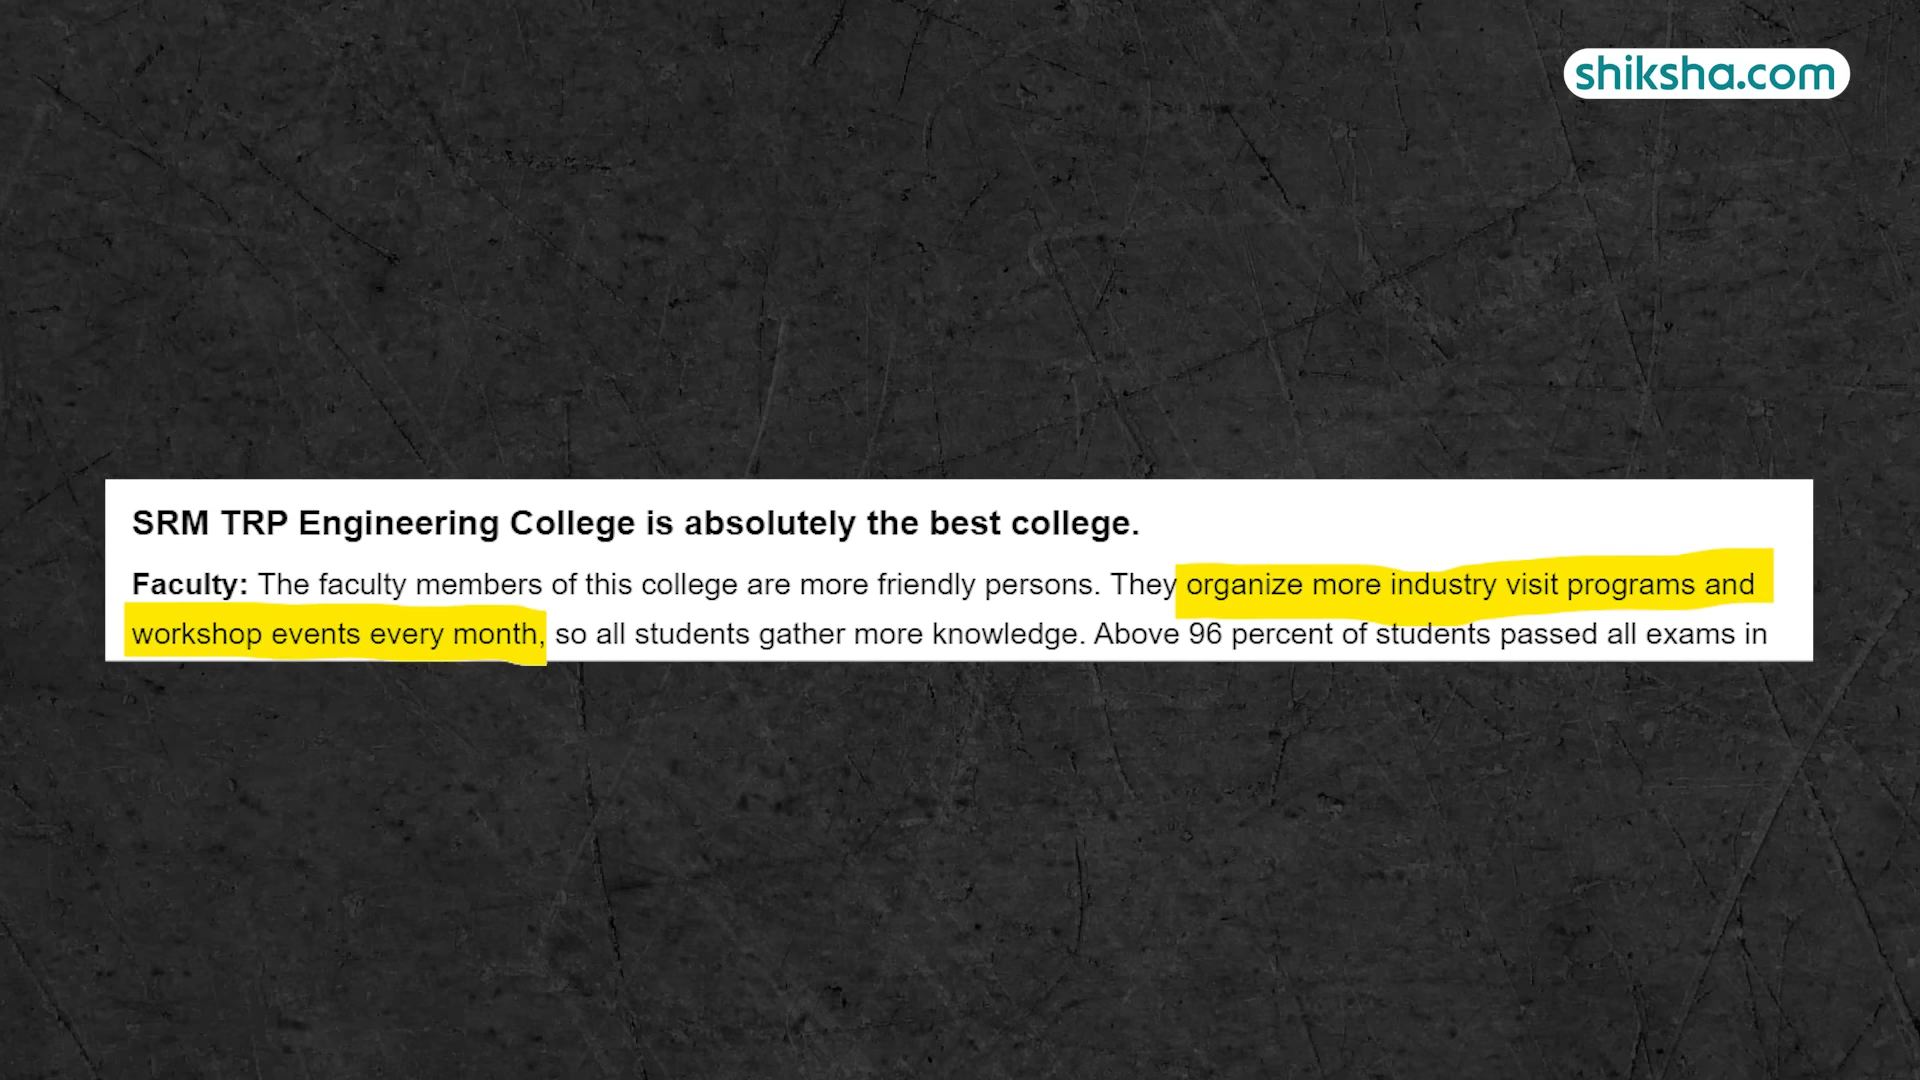 shiksha.com
SRM TRP Engineering College is absolutely the best college.
Faculty: The faculty members of this college are more friendly persons. They organize more industry visit programs and
workshop events every month, so all students gather more knowledge. Above 96 percent of students passed all exams in